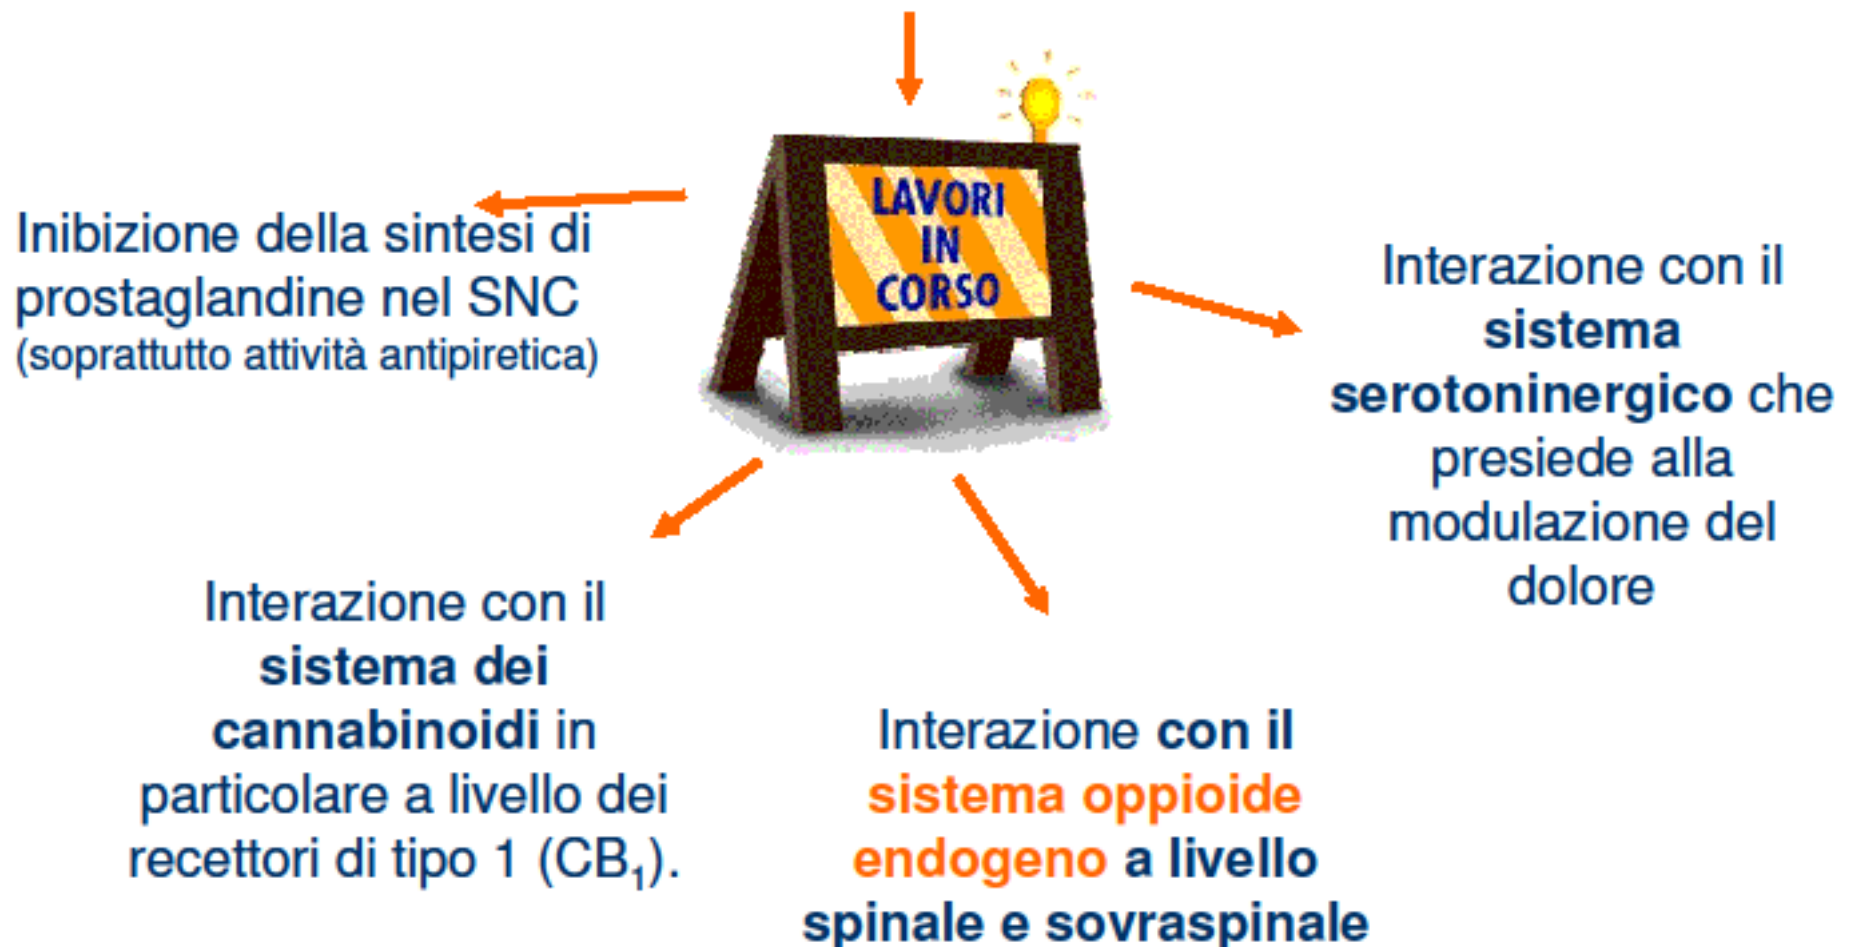 LAVORI
IN
CORSO
Inibizione della sintesi di
prostaglandine nel SNC
(soprattutto attività antipiretica)
Interazione con il
sistema
serotoninergico che
presiede alla
modulazione del
dolore
Interazione con il
sistema dei
cannabinoidi in
particolare a livello dei
recettori di tipo 1 (CB₁).
Interazione con il
sistema oppioide
endogeno a livello
spinale e sovraspinale